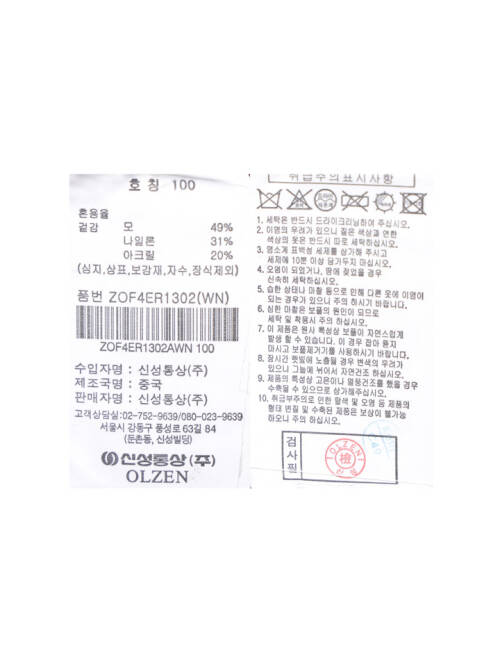 호 칭 100
혼용율
겉감 모 49%
나일론 31%
아크릴 20%
(심지,상표,보강재,자수,장식제외)
품번 ZOF4ER1302(WN)
ZOF4ER1302AWN 100
수입자명 : 신성통상(주)
제조국명 : 중국
판매자명 : 신성통상(주)
고객상담실:02-752-9639/080-023-9639
서울시 강동구 풍성로 63길 84
(둔촌동, 신성빌딩)
신성통상(주)
OLZEN
취급주의표시사항
1. 세탁은 반드시 드라이크리닝하여 주십시오.
2. 이염의 우려가 있으니 짙은 색상과 연한
색상의 옷은 반드시 따로 세탁하십시오.
3. 염소계 표백성 세제를 삼가해 주시고
세제에 10분 이상 담가두지 마십시오.
4. 오염이 되었거나, 땀에 젖었을 경우
신속히 세탁하십시오.
5. 습한 상태나 마찰 등으로 인해 다른 옷에 이염이
되는 경우가 있으니 주의 하시기 바랍니다.
6. 심한 마찰은 보풀의 원인이 되므로
세탁 및 착용시 주의 하십시오.
7. 이 제품은 원사 특성상 보풀이 자연스럽게
발생 할 수 있습니다. 이 경우 잡아 뜯지
마시고 보풀제거기를 사용하시기 바랍니다.
8. 장시간 햇빛에 노출될 경우 변색의 우려가
있으니 그늘에 뉘어서 자연건조 하십시오.
9. 제품의 특성상 고온이나 열풍건조를 했을 경우
수축될 수 있으므로 그늘에서 건조하십시오.
10. 취급부주의로 인한 탈색 및 오염 등 제품의
형태 변질 및 수축된 제품은 보상이 불가능
하오니 주의 하십시오.
검사필
OLZEN
檢